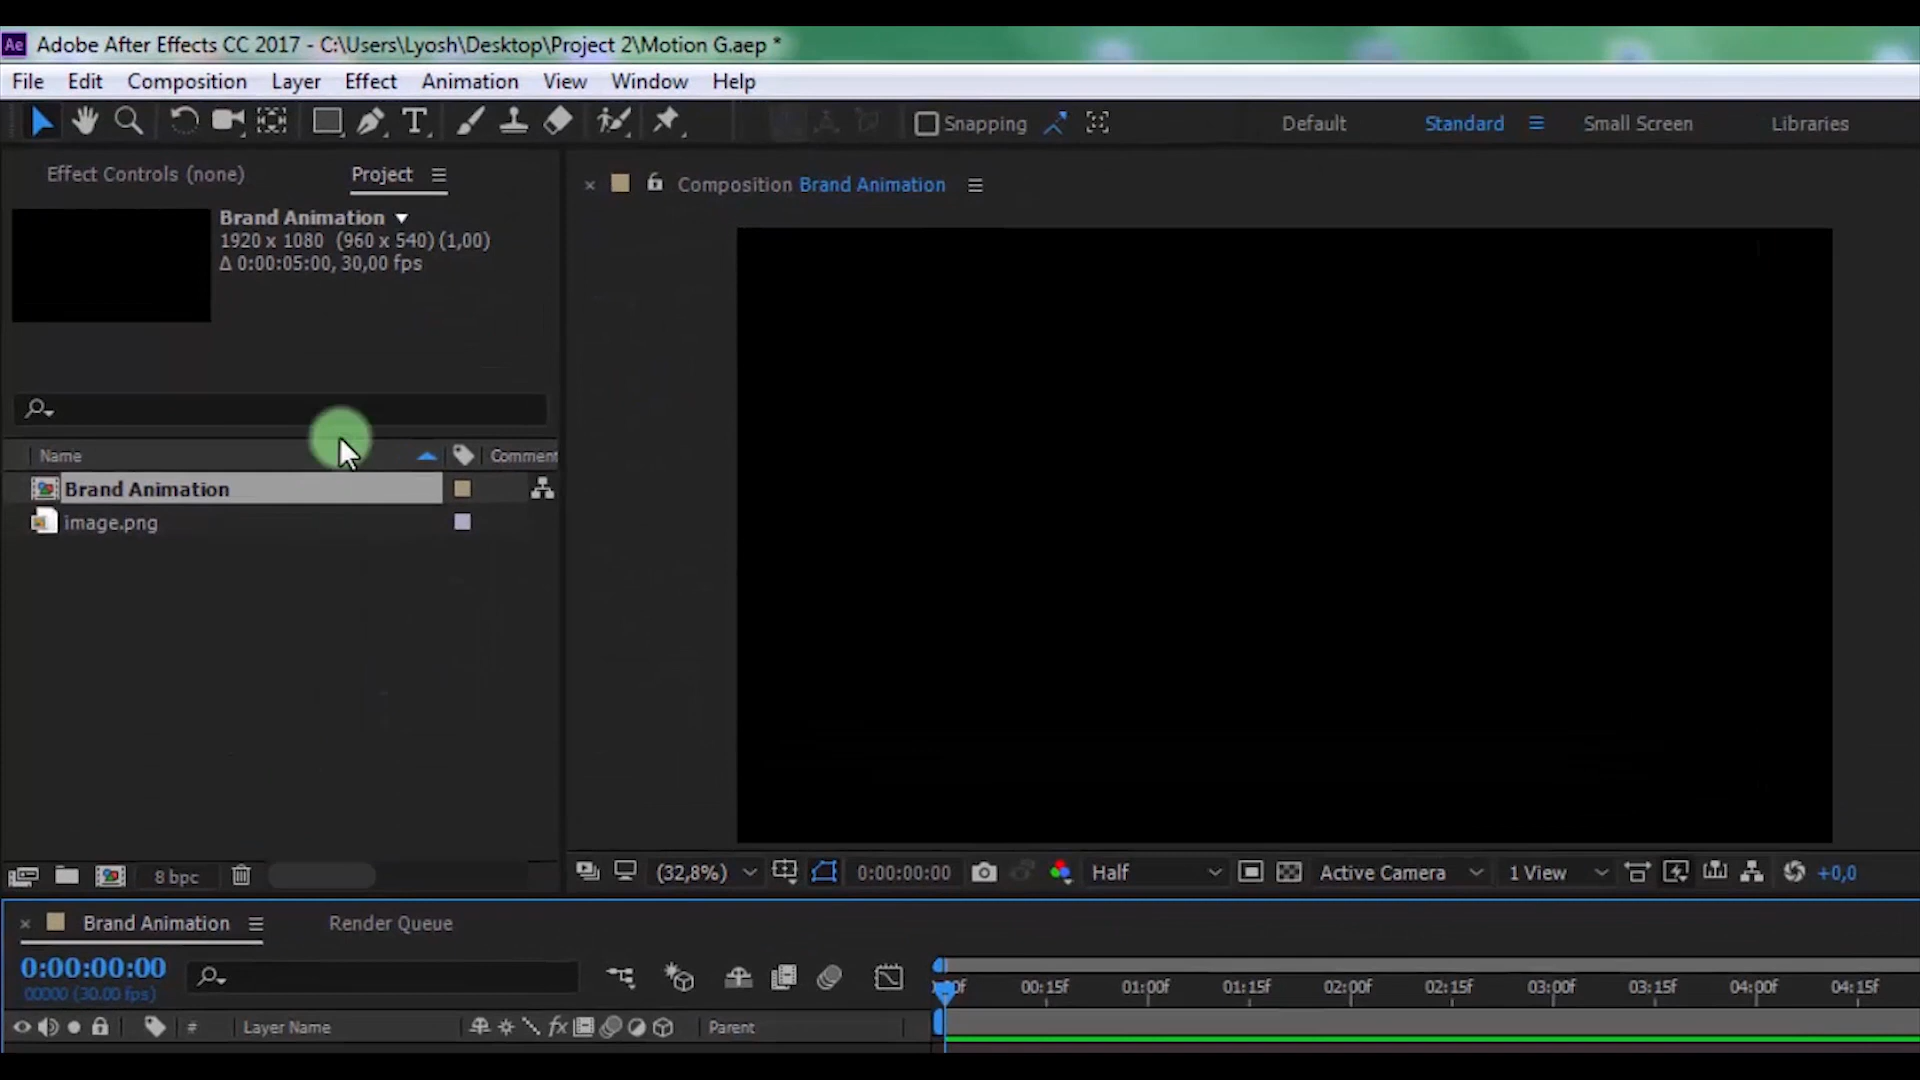 Ae Adobe After Effects CC 2017 - C:\Users\Lyosh\Desktop\Project 2\Motion G.aep *
File Edit Composition Layer Effect Animation View Window Help
Snapping Default Standard Small Screen Libraries
Effect Controls (none) Project
Composition Brand Animation
Brand Animation
1920 x 1080 (960 x 540) (1,00)
Δ 0:00:05:00, 30,00 fps
Name Comment
Brand Animation
image.png
8 bpc
(32,8%) 0:00:00:00 Half Active Camera 1 View +0,0
Brand Animation Render Queue
0:00:00:00
00000 (30.00 fps)
00:15f 01:00f 01:15f 02:00f 02:15f 03:00f 03:15f 04:00f 04:15f
# Layer Name fx Parent